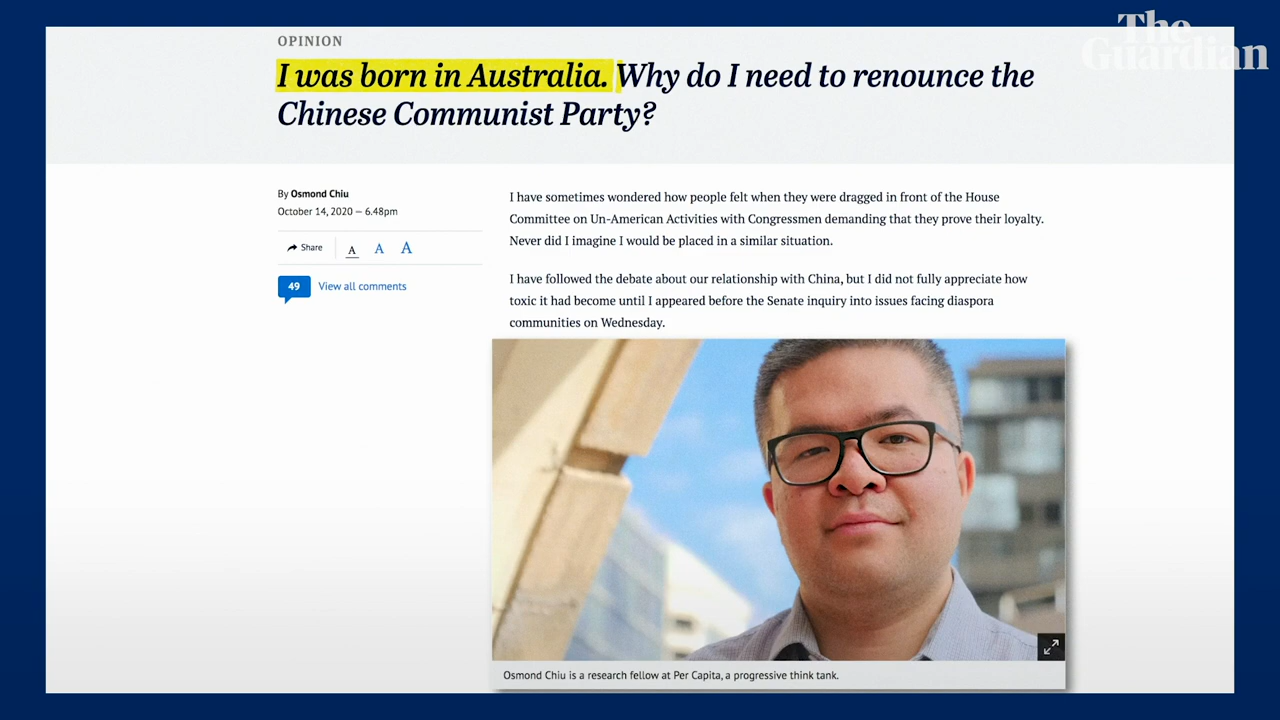 The
Guardian
OPINION
I was born in Australia. Why do I need to renounce the
Chinese Communist Party?
By Osmond Chiu
October 14, 2020 — 6.48pm
Share
A A A
49 View all comments
I have sometimes wondered how people felt when they were dragged in front of the House
Committee on Un-American Activities with Congressmen demanding that they prove their loyalty.
Never did I imagine I would be placed in a similar situation.
I have followed the debate about our relationship with China, but I did not fully appreciate how
toxic it had become until I appeared before the Senate inquiry into issues facing diaspora
communities on Wednesday.
Osmond Chiu is a research fellow at Per Capita, a progressive think tank.